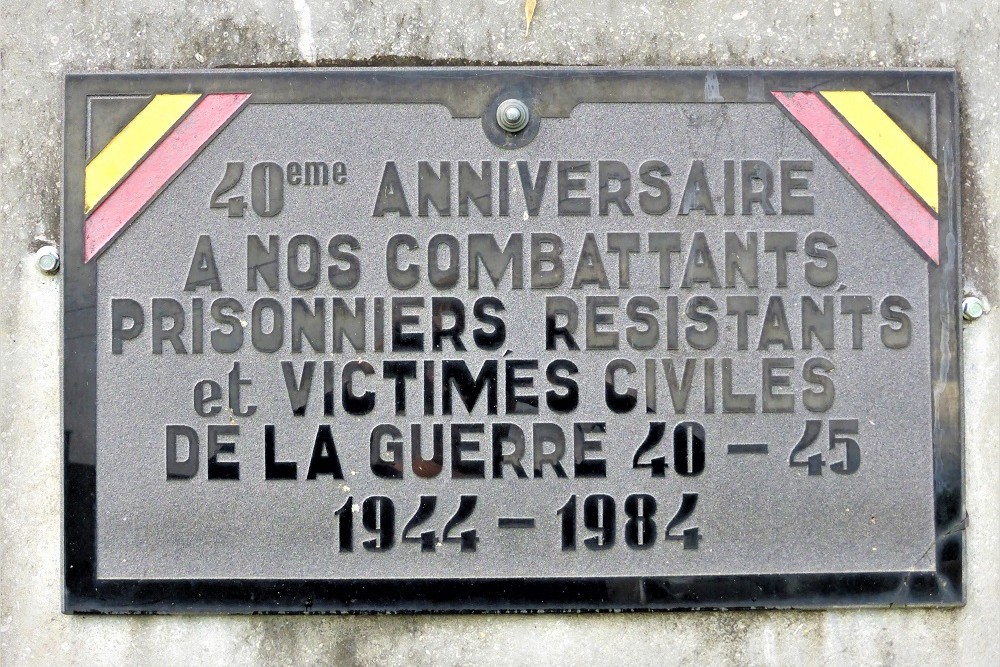 40eme ANNIVERSAIRE
A NOS COMBATTANTS
PRISONNIERS, RESISTANTS
et VICTIMES CIVILES
DE LA GUERRE 40 - 45
1944 - 1984